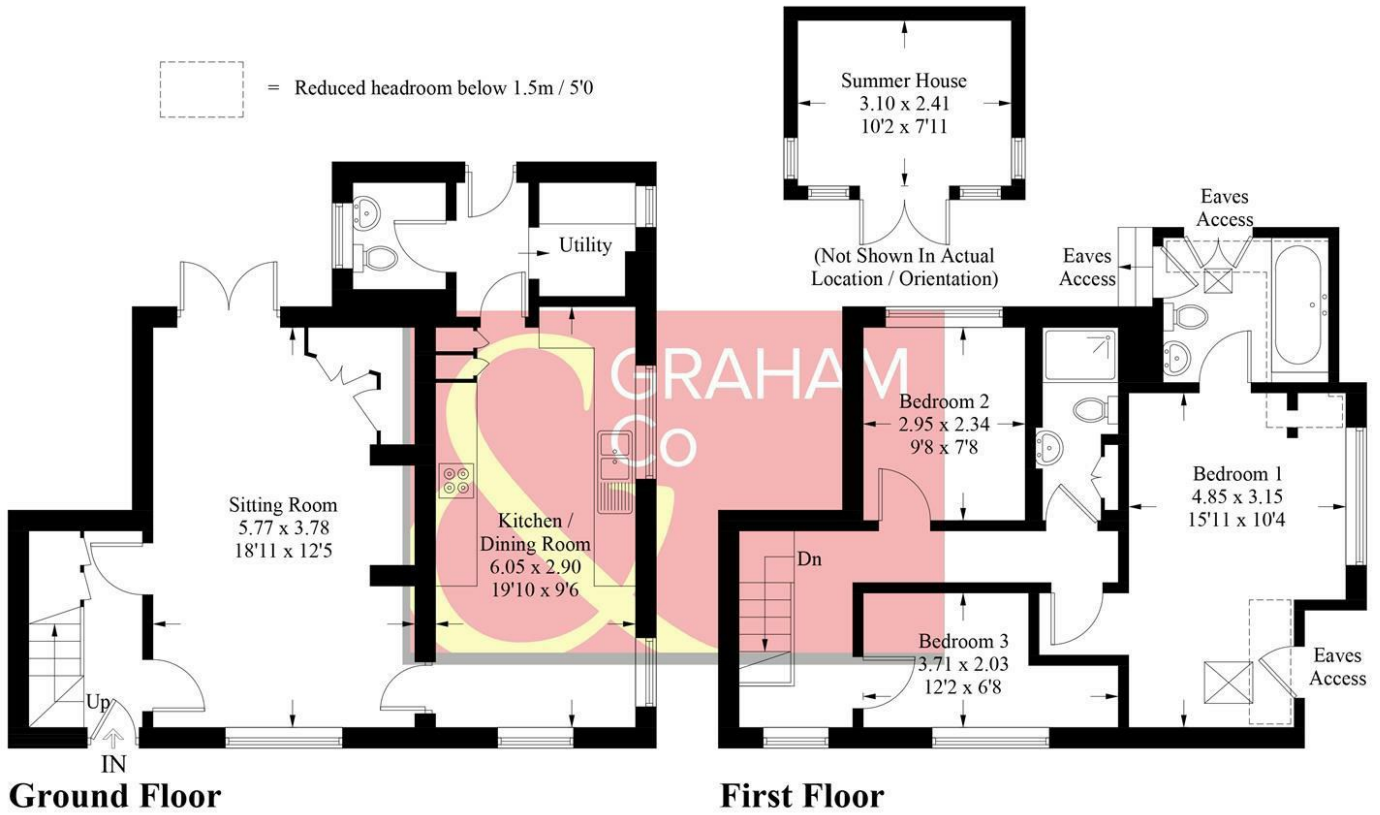 = Reduced headroom below 1.5m / 5'0
Summer House
3.10 x 2.41
10'2 x 7'11
(Not Shown In Actual
Location / Orientation)
Eaves
Access
Eaves
Access
Utility
GRAHAM
& Co
Bedroom 2
2.95 x 2.34
9'8 x 7'8
Bedroom 1
4.85 x 3.15
15'11 x 10'4
Sitting Room
5.77 x 3.78
18'11 x 12'5
Kitchen /
Dining Room
6.05 x 2.90
19'10 x 9'6
Dn
Bedroom 3
3.71 x 2.03
12'2 x 6'8
Eaves
Access
Up
IN
Ground Floor
First Floor